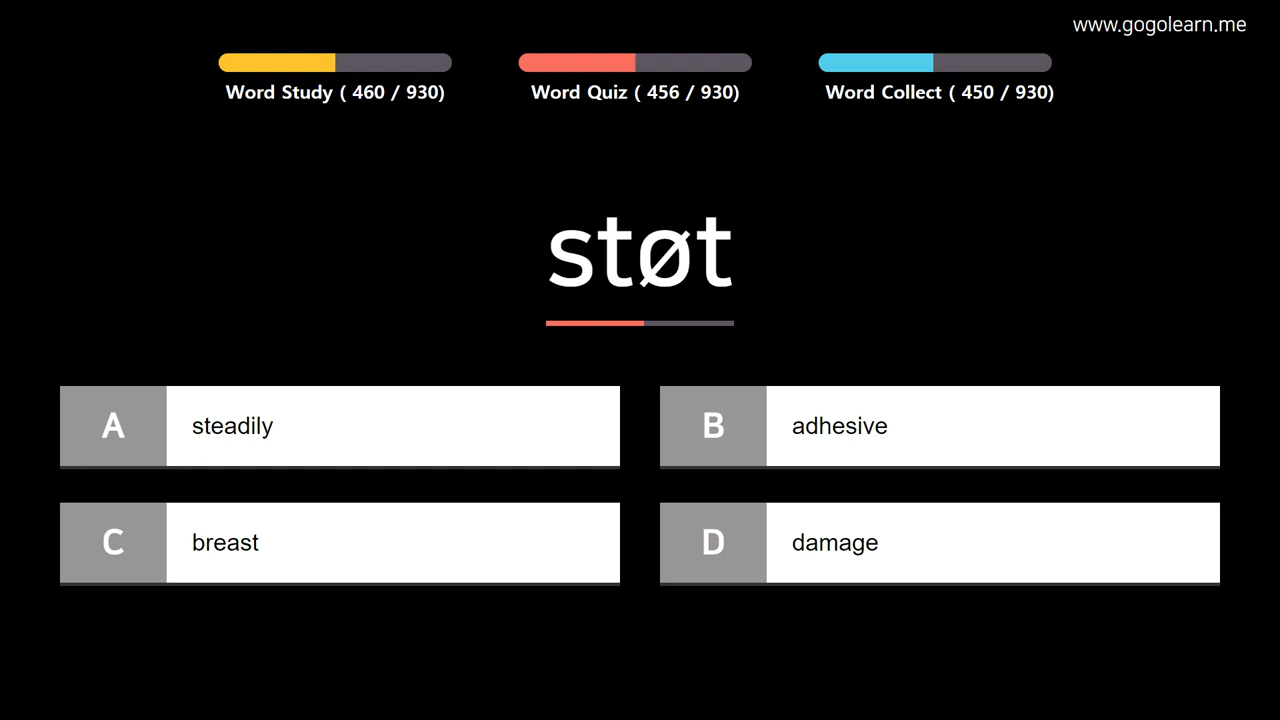 www.gogolearn.me
Word Study ( 460 / 930)
Word Quiz ( 456 / 930)
Word Collect ( 450 / 930)
støt
A
steadily
B
adhesive
C
breast
D
damage